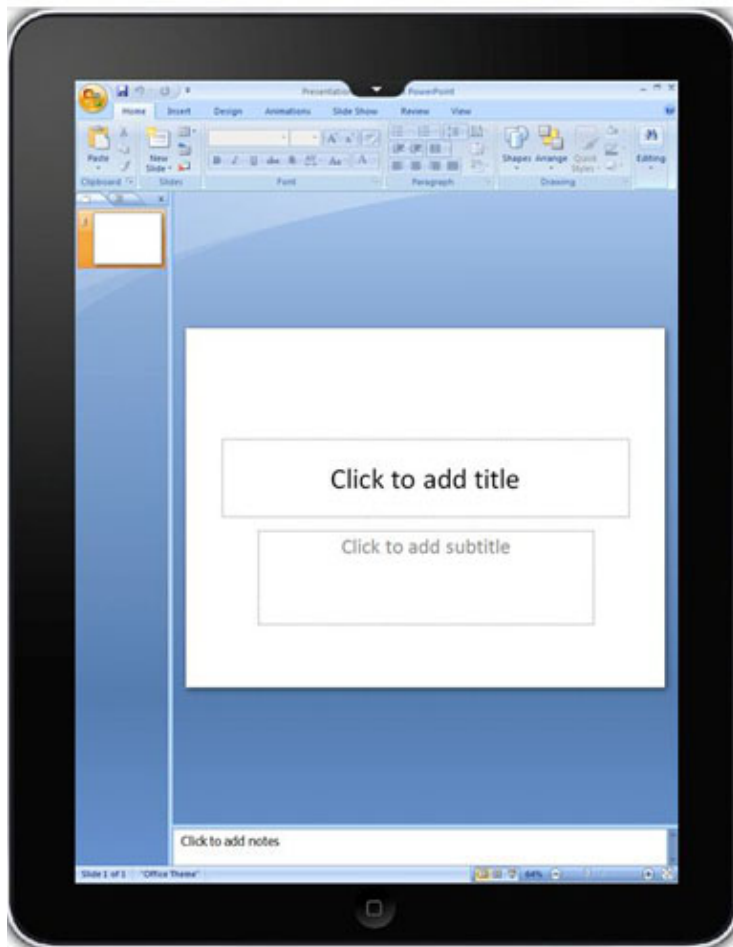 Presentatio PowerPoint
Home Insert Design Animations Slide Show Review View
Paste New Slide Shapes Arrange Quick Styles Editing
Clipboard Slides Font Paragraph Drawing
1
Click to add title
Click to add subtitle
Click to add notes
Slide 1 of 1 "Office Theme" 64%